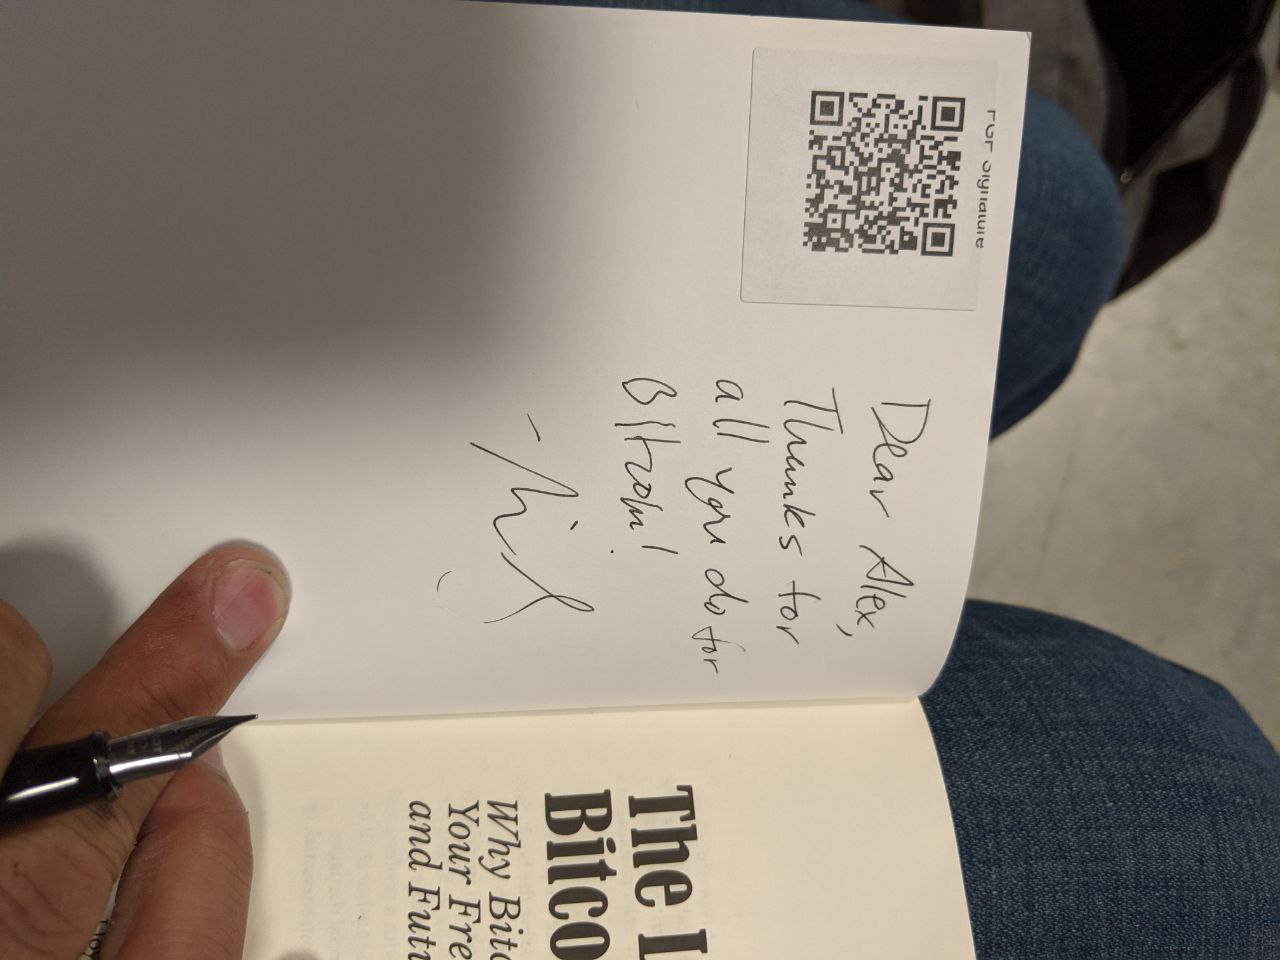 PGP Signature
Dear Alex,
Thanks for
all you do for
Bitcoin!
The L
Bitco
Why Bitc
Your Fre
and Futu